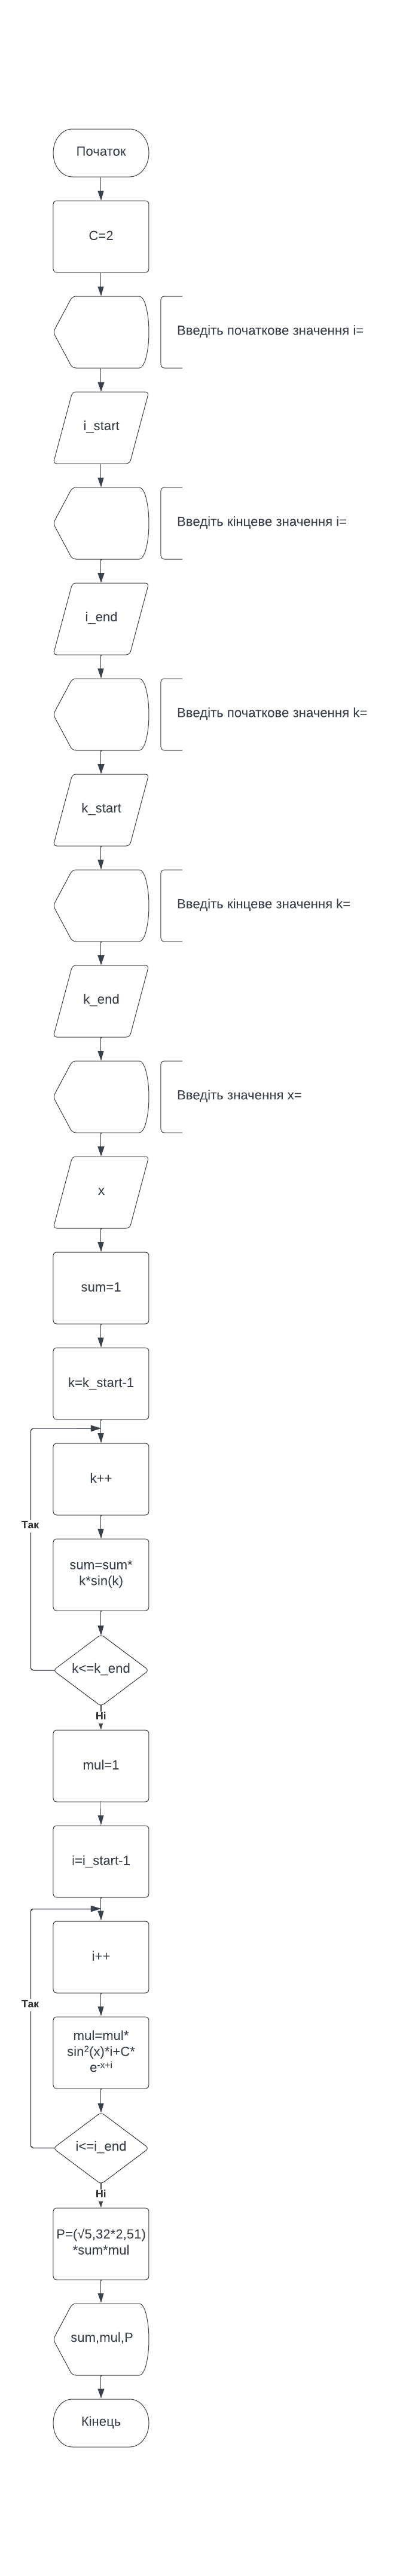 Початок
C=2
Введіть початкове значення i=
i_start
Введіть кінцеве значення i=
i_end
Введіть початкове значення k=
k_start
Введіть кінцеве значення k=
k_end
Введіть значення x=
x
sum=1
k=k_start-1
k++
Так
sum=sum*
k*sin(k)
k<=k_end
Ні
mul=1
i=i_start-1
i++
Так
mul=mul*
sin²(x)*i+C*
e⁻ˣ⁺ⁱ
i<=i_end
Ні
P=(√5,32*2,51)
*sum*mul
sum,mul,P
Кінець